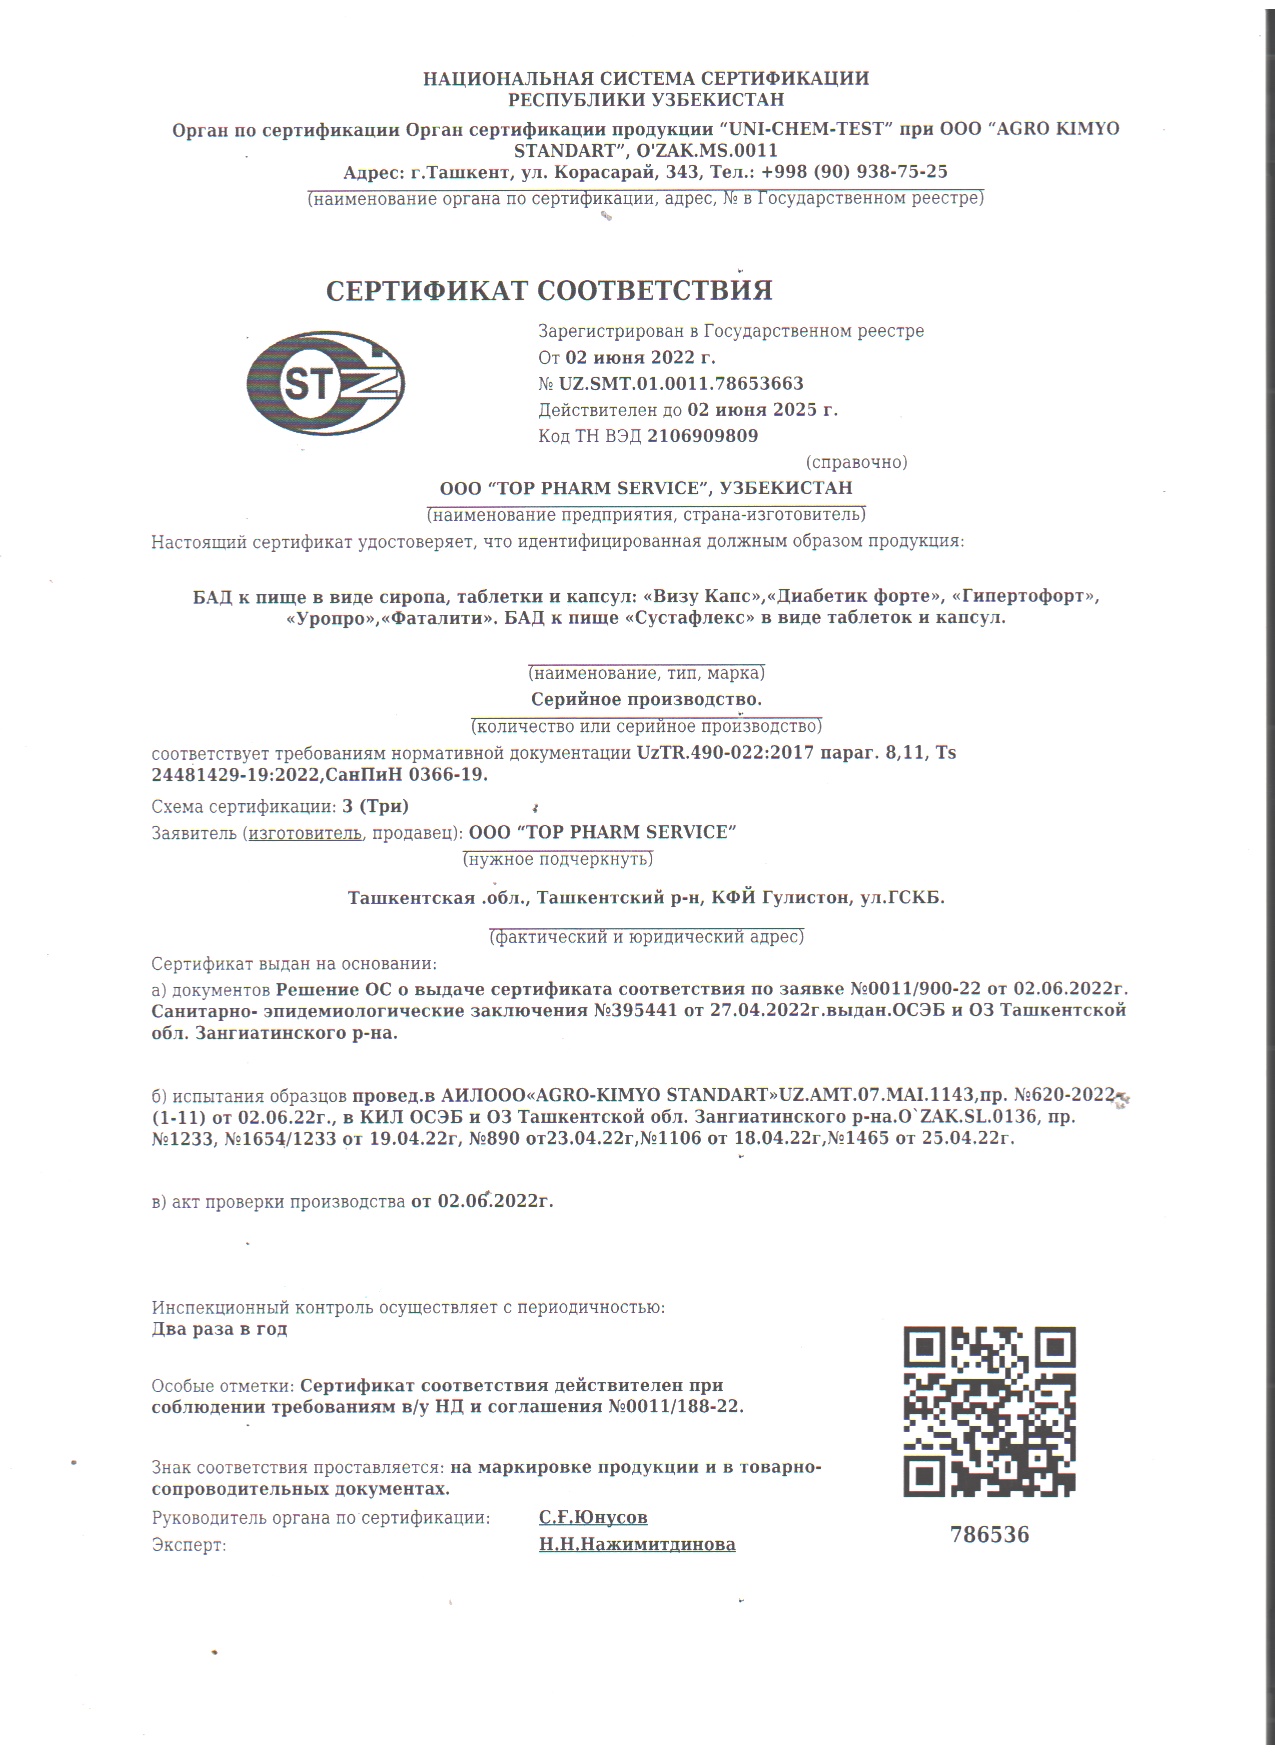 НАЦИОНАЛЬНАЯ СИСТЕМА СЕРТИФИКАЦИИ
РЕСПУБЛИКИ УЗБЕКИСТАН
Орган по сертификации Орган сертификации продукции “UNI-CHEM-TEST” при ООО “AGRO KIMYO
STANDART”, O'ZAK.MS.0011
Адрес: г.Ташкент, ул. Корасарай, 343, Тел.: +998 (90) 938-75-25
(наименование органа по сертификации, адрес, № в Государственном реестре)
СЕРТИФИКАТ СООТВЕТСТВИЯ
ST
Зарегистрирован в Государственном реестре
От 02 июня 2022 г.
№ UZ.SMT.01.0011.78653663
Действителен до 02 июня 2025 г.
Код ТН ВЭД 2106909809
(справочно)
ООО “TOP PHARM SERVICE”, УЗБЕКИСТАН
(наименование предприятия, страна-изготовитель)
Настоящий сертификат удостоверяет, что идентифицированная должным образом продукция:
БАД к пище в виде сиропа, таблетки и капсул: «Визу Капс»,«Диабетик форте», «Гипертофорт»,
«Уропро»,«Фаталити». БАД к пище «Сустафлекс» в виде таблеток и капсул.
(наименование, тип, марка)
Серийное производство.
(количество или серийное производство)
соответствует требованиям нормативной документации UzTR.490-022:2017 параг. 8,11, Ts
24481429-19:2022,СанПиН 0366-19.
Схема сертификации: 3 (Три)
Заявитель (изготовитель, продавец): ООО “TOP PHARM SERVICE”
(нужное подчеркнуть)
Ташкентская .обл., Ташкентский р-н, КФЙ Гулистон, ул.ГСКБ.
(фактический и юридический адрес)
Сертификат выдан на основании:
а) документов Решение ОС о выдаче сертификата соответствия по заявке №0011/900-22 от 02.06.2022г.
Санитарно- эпидемиологические заключения №395441 от 27.04.2022г.выдан.ОСЭБ и ОЗ Ташкентской
обл. Зангиатинского р-на.
б) испытания образцов провед.в АИЛООО«AGRO-KIMYO STANDART»UZ.AMT.07.MAI.1143,пр. №620-2022-
(1-11) от 02.06.22г., в КИЛ ОСЭБ и ОЗ Ташкентской обл. Зангиатинского р-на.O`ZAK.SL.0136, пр.
№1233, №1654/1233 от 19.04.22г, №890 от23.04.22г,№1106 от 18.04.22г,№1465 от 25.04.22г.
в) акт проверки производства от 02.06.2022г.
Инспекционный контроль осуществляет с периодичностью:
Два раза в год
Особые отметки: Сертификат соответствия действителен при
соблюдении требованиям в/у НД и соглашения №0011/188-22.
Знак соответствия проставляется: на маркировке продукции и в товарно-
сопроводительных документах.
Руководитель органа по сертификации: С.Ғ.Юнусов
Эксперт: Н.Н.Нажимитдинова
786536